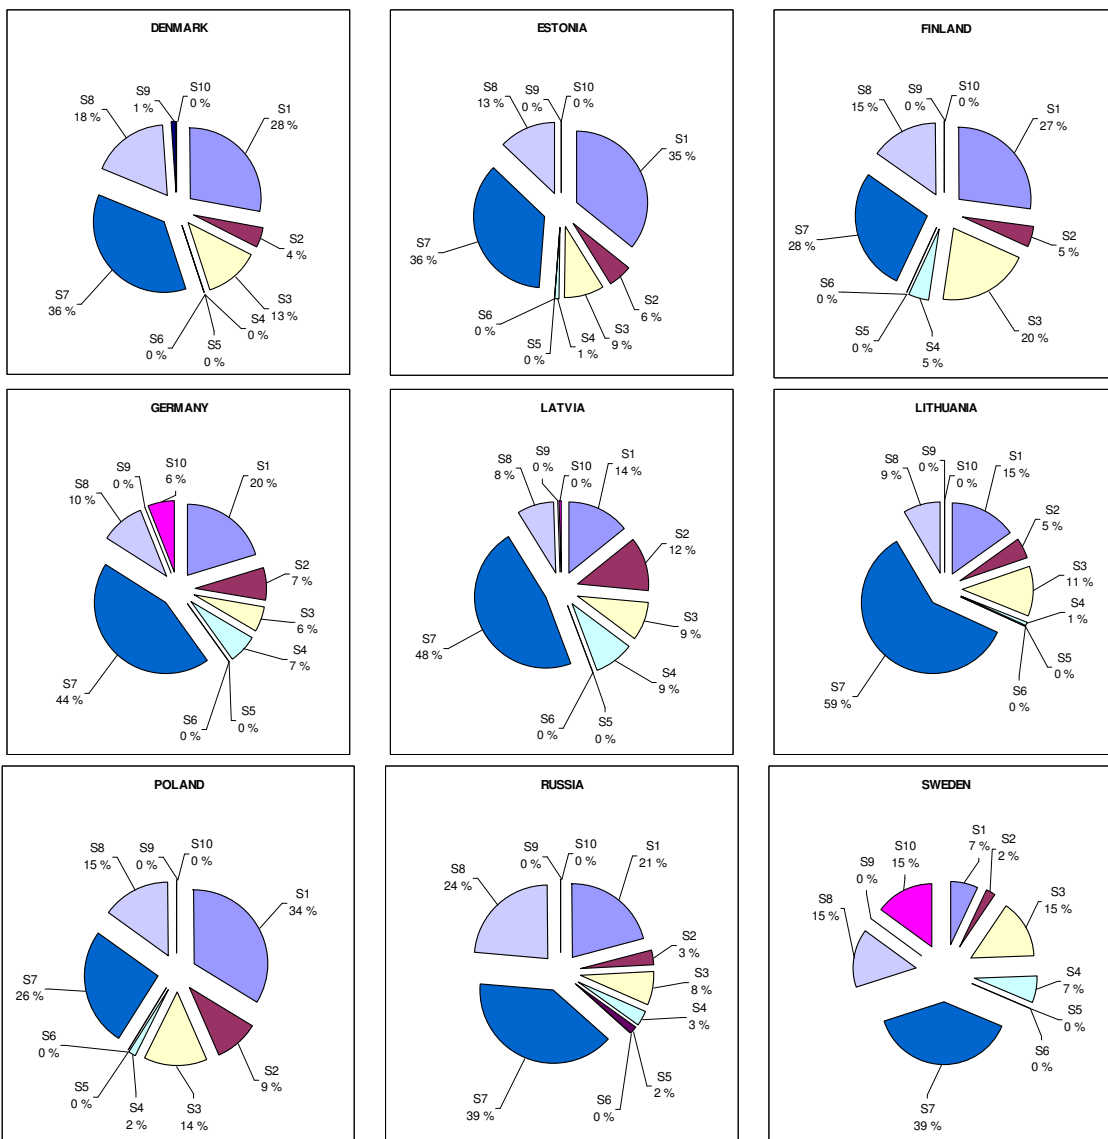 DENMARK
S1
28 %
S2
4 %
S3
13 %
S4
0 %
S5
0 %
S6
0 %
S7
36 %
S8
18 %
S9
1 %
S10
0 %
ESTONIA
S1
35 %
S2
6 %
S3
9 %
S4
1 %
S5
0 %
S6
0 %
S7
36 %
S8
13 %
S9
0 %
S10
0 %
FINLAND
S1
27 %
S2
5 %
S3
20 %
S4
5 %
S5
0 %
S6
0 %
S7
28 %
S8
15 %
S9
0 %
S10
0 %
GERMANY
S1
20 %
S2
7 %
S3
6 %
S4
7 %
S5
0 %
S6
0 %
S7
44 %
S8
10 %
S9
0 %
S10
6 %
LATVIA
S1
14 %
S2
12 %
S3
9 %
S4
9 %
S5
0 %
S6
0 %
S7
48 %
S8
8 %
S9
0 %
S10
0 %
LITHUANIA
S1
15 %
S2
5 %
S3
11 %
S4
1 %
S5
0 %
S6
0 %
S7
59 %
S8
9 %
S9
0 %
S10
0 %
POLAND
S1
34 %
S2
9 %
S3
14 %
S4
2 %
S5
0 %
S6
0 %
S7
26 %
S8
15 %
S9
0 %
S10
0 %
RUSSIA
S1
21 %
S2
3 %
S3
8 %
S4
3 %
S5
2 %
S6
0 %
S7
39 %
S8
24 %
S9
0 %
S10
0 %
SWEDEN
S1
7 %
S2
2 %
S3
15 %
S4
7 %
S5
0 %
S6
0 %
S7
39 %
S8
15 %
S9
0 %
S10
15 %